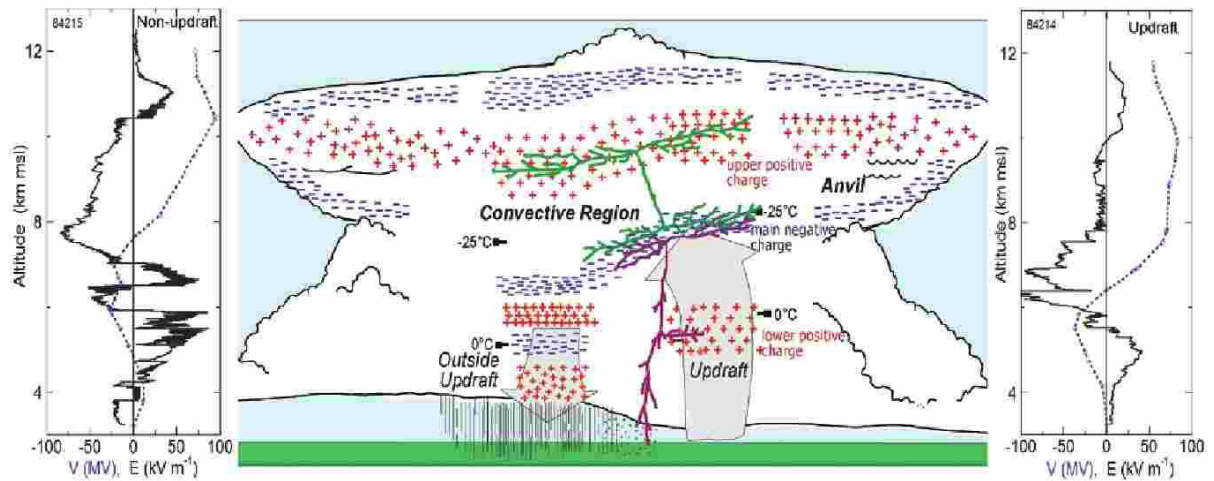 84215
Non-updraft
12
8
4
Altitude (km msl)
-100 -50 0 50 100
V (MV), E (kV m⁻¹)
upper positive
charge
Anvil
Convective Region
-25°C
main negative
charge
-25°C
0°C
lower positive
charge
0°C
Outside
Updraft
Updraft
84214
Updraft
12
8
4
Altitude (km msl)
-100 -50 0 50 100
V (MV), E (kV m⁻¹)